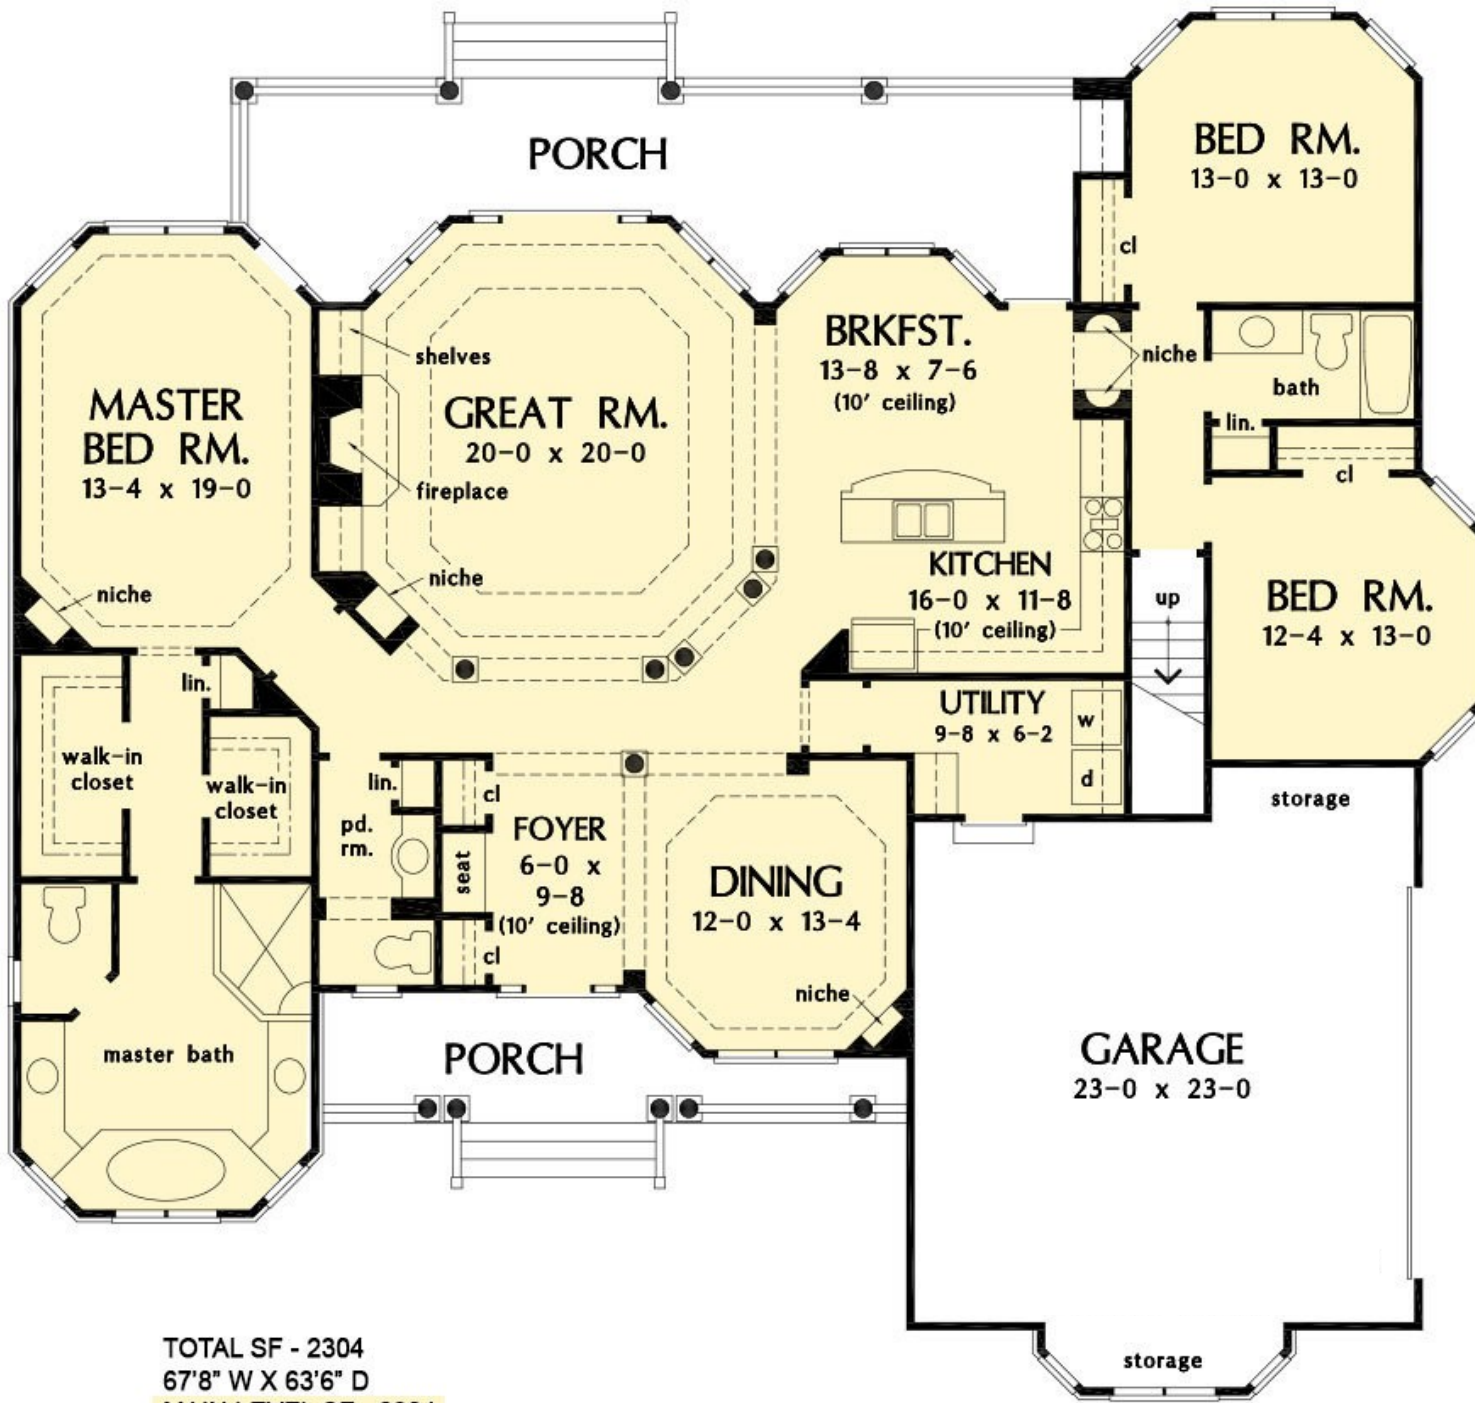 PORCH
BED RM.
13-0 x 13-0
cl
shelves
BRKFST.
13-8 x 7-6
(10' ceiling)
niche
bath
MASTER
BED RM.
13-4 x 19-0
GREAT RM.
20-0 x 20-0
fireplace
lin.
cl
niche
niche
KITCHEN
16-0 x 11-8
(10' ceiling)
up
BED RM.
12-4 x 13-0
lin.
UTILITY
9-8 x 6-2
w
d
walk-in
closet
walk-in
closet
lin.
cl
pd.
rm.
seat
FOYER
6-0 x
9-8
(10' ceiling)
cl
DINING
12-0 x 13-4
niche
storage
master bath
PORCH
GARAGE
23-0 x 23-0
storage
TOTAL SF - 2304
67'8" W X 63'6" D